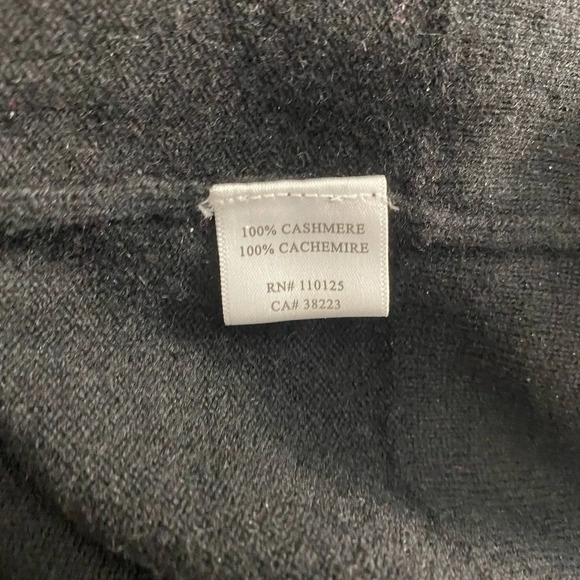 100% CASHMERE
100% CACHEMIRE
RN# 110125
CA# 38223